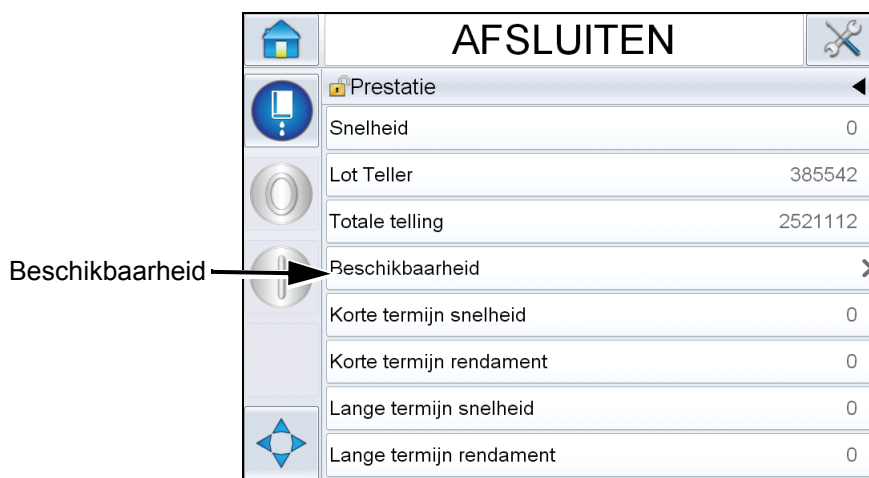 AFSLUITEN
Prestatie
Snelheid 0
Lot Teller 385542
Totale telling 2521112
Beschikbaarheid
Beschikbaarheid
Korte termijn snelheid 0
Korte termijn rendament 0
Lange termijn snelheid 0
Lange termijn rendament 0